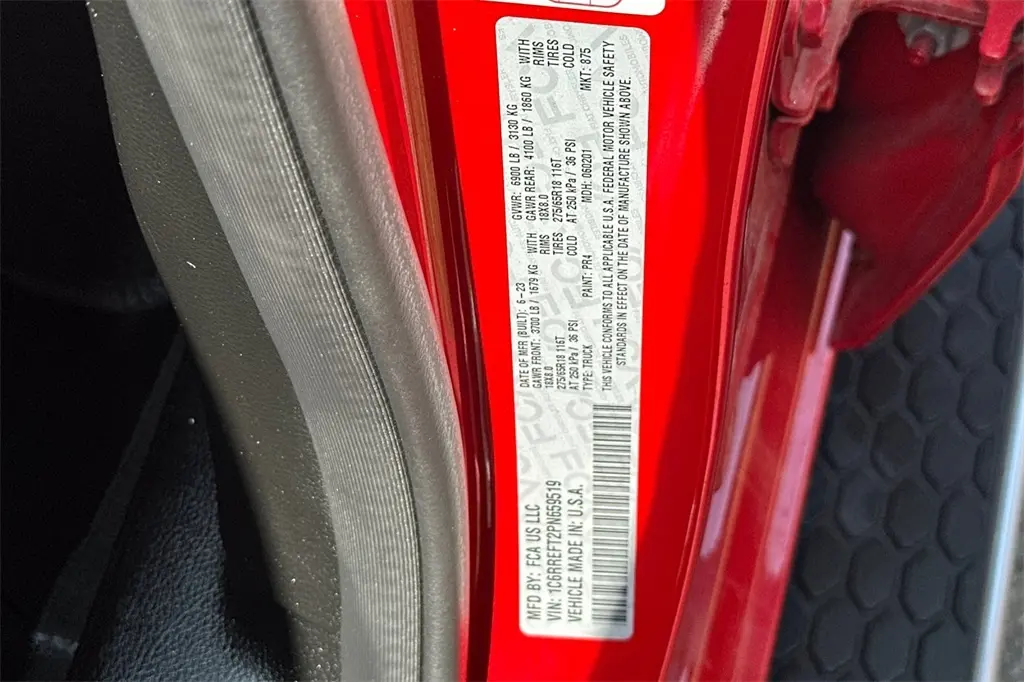 MFD BY: FCA US LLC
DATE OF MFR (BUILT): 6-23
GVWR: 6900 LB / 3130 KG
GAWR FRONT: 3700 LB / 1679 KG WITH
GAWR REAR: 4100 LB / 1860 KG WITH
18X8.0 RIMS
18X8.0 RIMS
275/65R18 116T TIRES
275/65R18 116T TIRES
AT 250 kPa / 36 PSI COLD
AT 250 kPa / 36 PSI COLD
VIN: 1C6RREFT2PN659519
TYPE: TRUCK
PAINT: PR4
MDH: 060201
MKT: 875
VEHICLE MADE IN: U.S.A.
THIS VEHICLE CONFORMS TO ALL APPLICABLE U.S.A. FEDERAL MOTOR VEHICLE SAFETY
STANDARDS IN EFFECT ON THE DATE OF MANUFACTURE SHOWN ABOVE.
875